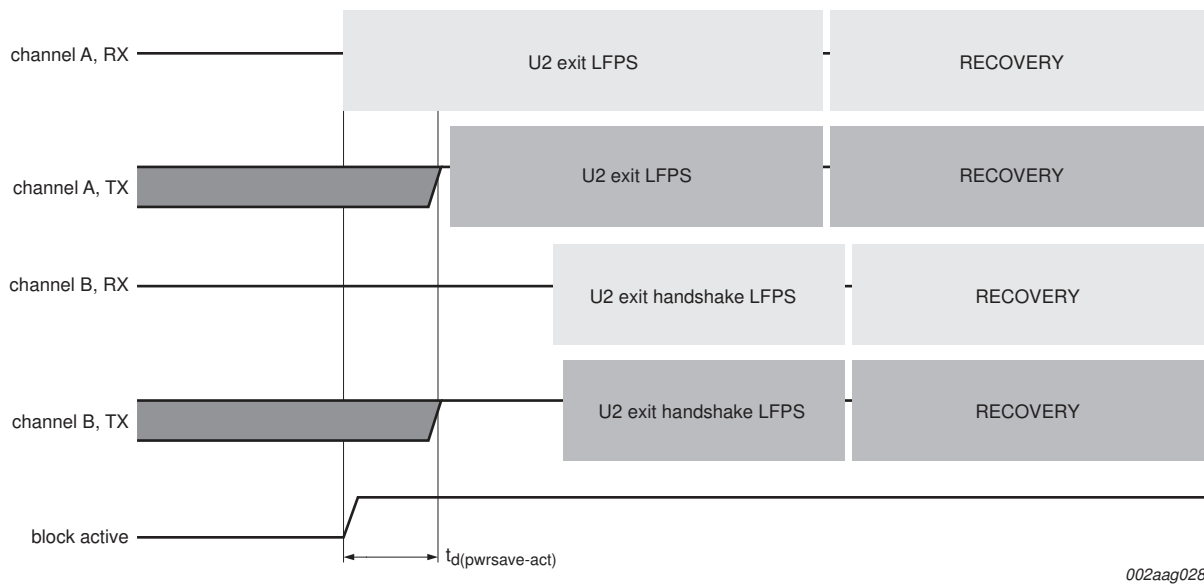 channel A, RX
U2 exit LFPS
RECOVERY
channel A, TX
U2 exit LFPS
RECOVERY
channel B, RX
U2 exit handshake LFPS
RECOVERY
channel B, TX
U2 exit handshake LFPS
RECOVERY
block active
td(pwrsave-act)
002aag028